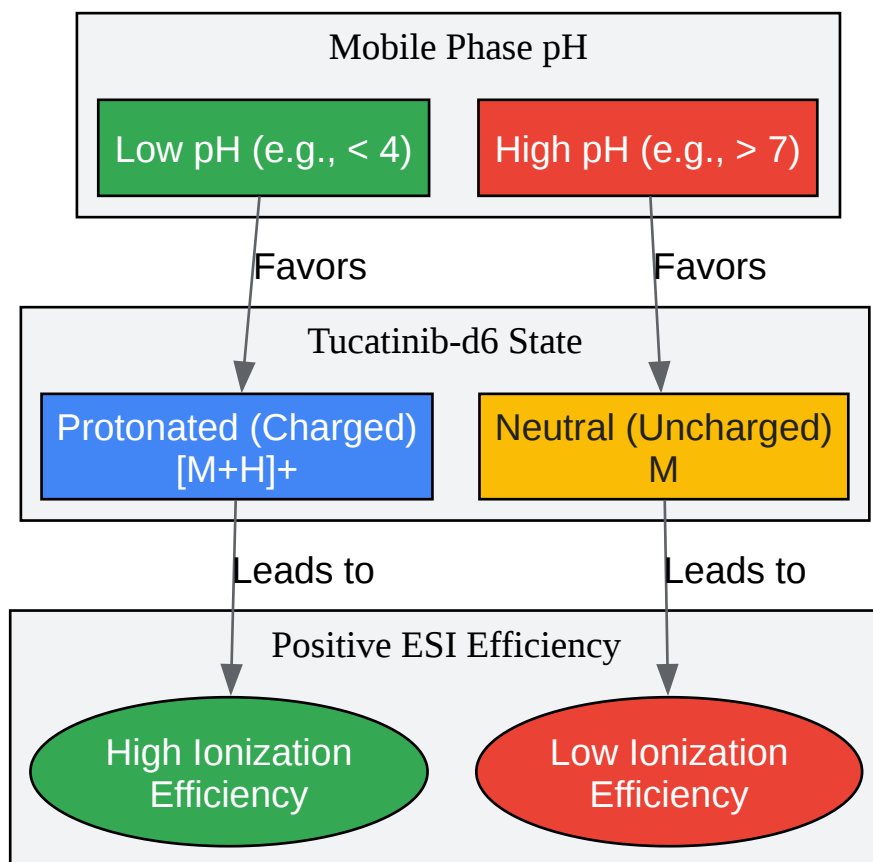 Mobile Phase pH
Low pH (e.g., < 4)
High pH (e.g., > 7)
Favors
Favors
Tucatinib-d6 State
Protonated (Charged)
[M+H]+
Neutral (Uncharged)
M
Leads to
Leads to
Positive ESI Efficiency
High Ionization
Efficiency
Low Ionization
Efficiency